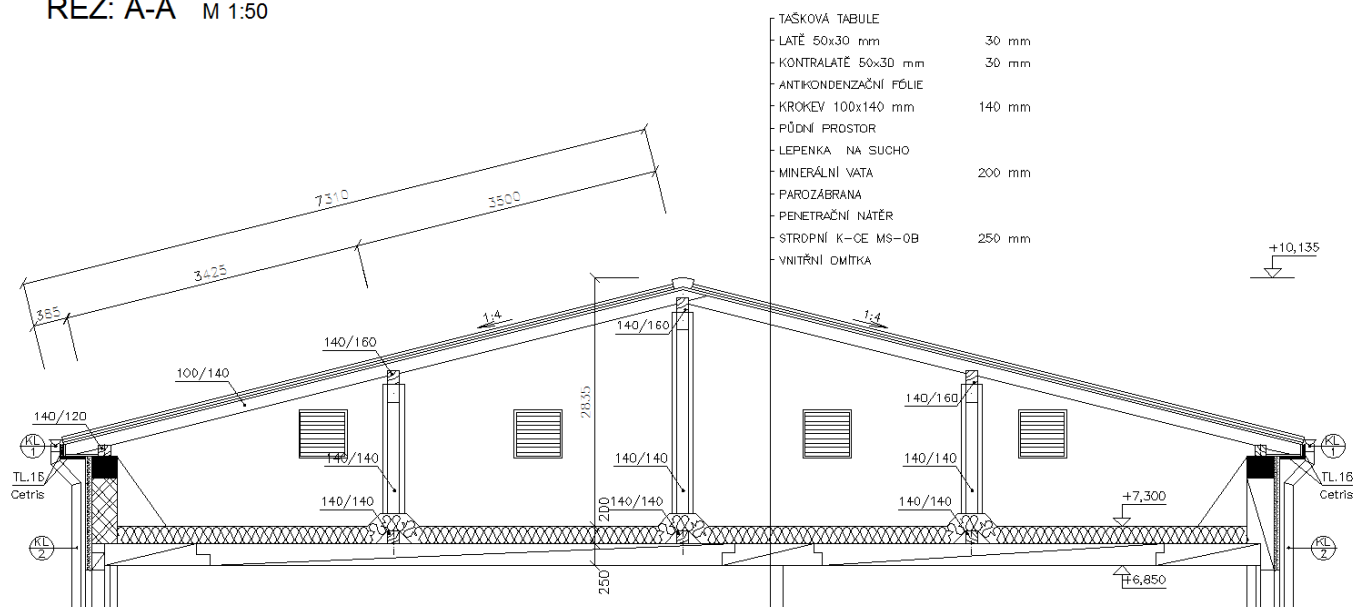 ŘEZ: A-A M 1:50
TAŠKOVÁ TABULE
LATĚ 50x30 mm 30 mm
KONTRALATĚ 50x30 mm 30 mm
ANTIKONDENZAČNÍ FÓLIE
KROKEV 100x140 mm 140 mm
PŮDNÍ PROSTOR
LEPENKA NA SUCHO
MINERÁLNÍ VATA 200 mm
PAROZÁBRANA
PENETRAČNÍ NÁTĚR
STROPNÍ K-CE MS-OB 250 mm
VNITŘNÍ OMÍTKA
7310
3500
3425
385
+10,135
1:4
1:4
140/160
140/160
100/140
2835
140/160
140/120
KL
1
KL
1
TL.16
Cetris
140/140
140/140
140/140
TL.16
Cetris
140/140
140/140
140/140
200
+7,300
KL
2
KL
2
250
+6,850